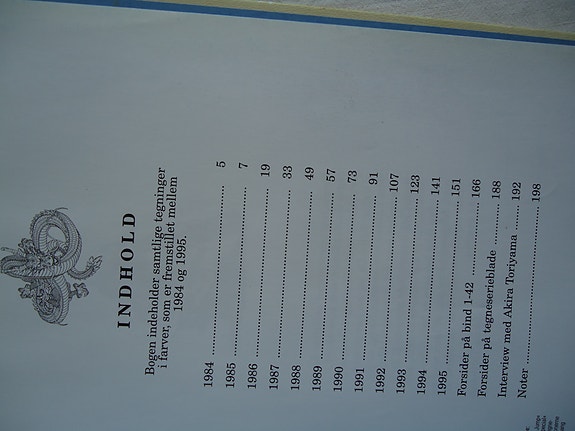 INDHOLD
Bogen indeholder samtlige tegninger
i farver, som er fremstillet mellem
1984 og 1995.
1984 5
1985 7
1986 19
1987 33
1988 49
1989 57
1990 73
1991 91
1992 107
1993 123
1994 141
1995 151
Forsider på bind 1-42 166
Forsider på tegneserieblade 188
Interview med Akira Toriyama 192
Noter 198